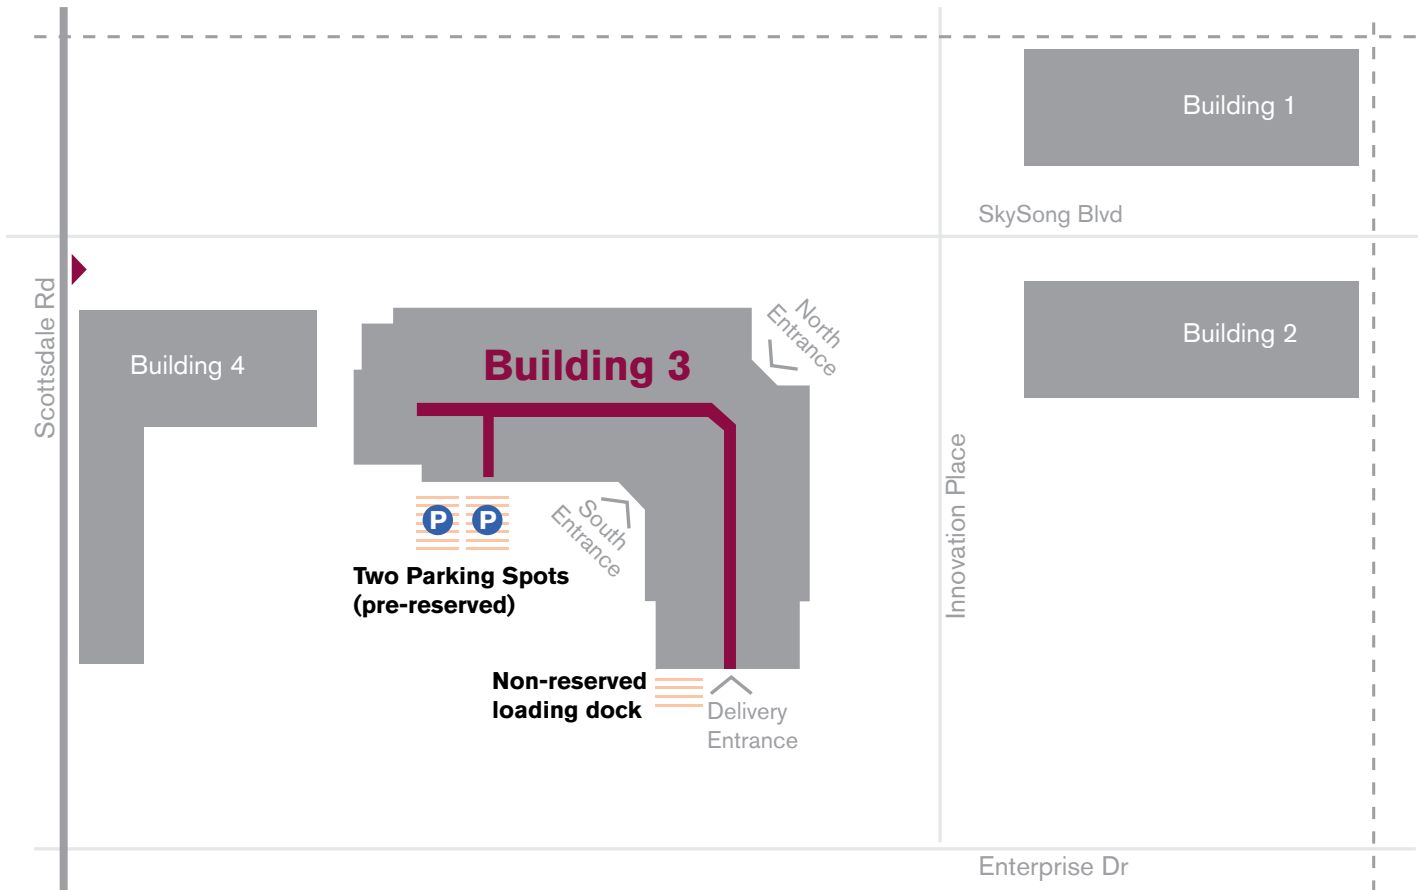 Building 1
SkySong Blvd
Scottsdale Rd
North
Entrance
Building 2
Building 4
Building 3
Innovation Place
P P
South
Entrance
Two Parking Spots
(pre-reserved)
Non-reserved
loading dock
Delivery
Entrance
Enterprise Dr